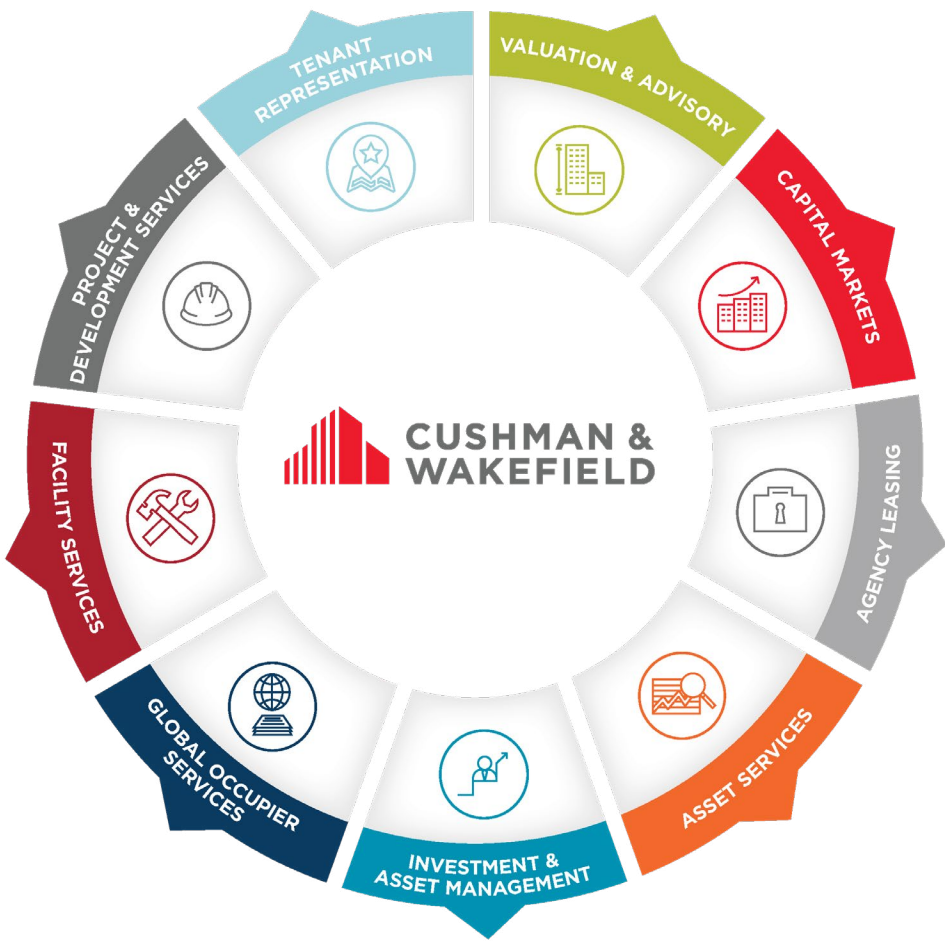 TENANT
REPRESENTATION
VALUATION & ADVISORY
CAPITAL MARKETS
AGENCY LEASING
ASSET SERVICES
INVESTMENT &
ASSET MANAGEMENT
GLOBAL OCCUPIER
SERVICES
FACILITY SERVICES
PROJECT &
DEVELOPMENT SERVICES
CUSHMAN &
WAKEFIELD